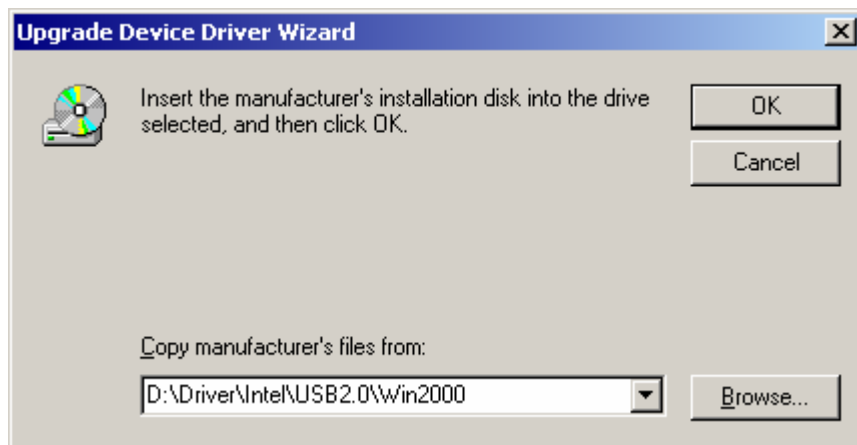 Upgrade Device Driver Wizard
Insert the manufacturer's installation disk into the drive
selected, and then click OK.
OK
Cancel
Copy manufacturer's files from:
D:\Driver\Intel\USB2.0\Win2000
Browse...